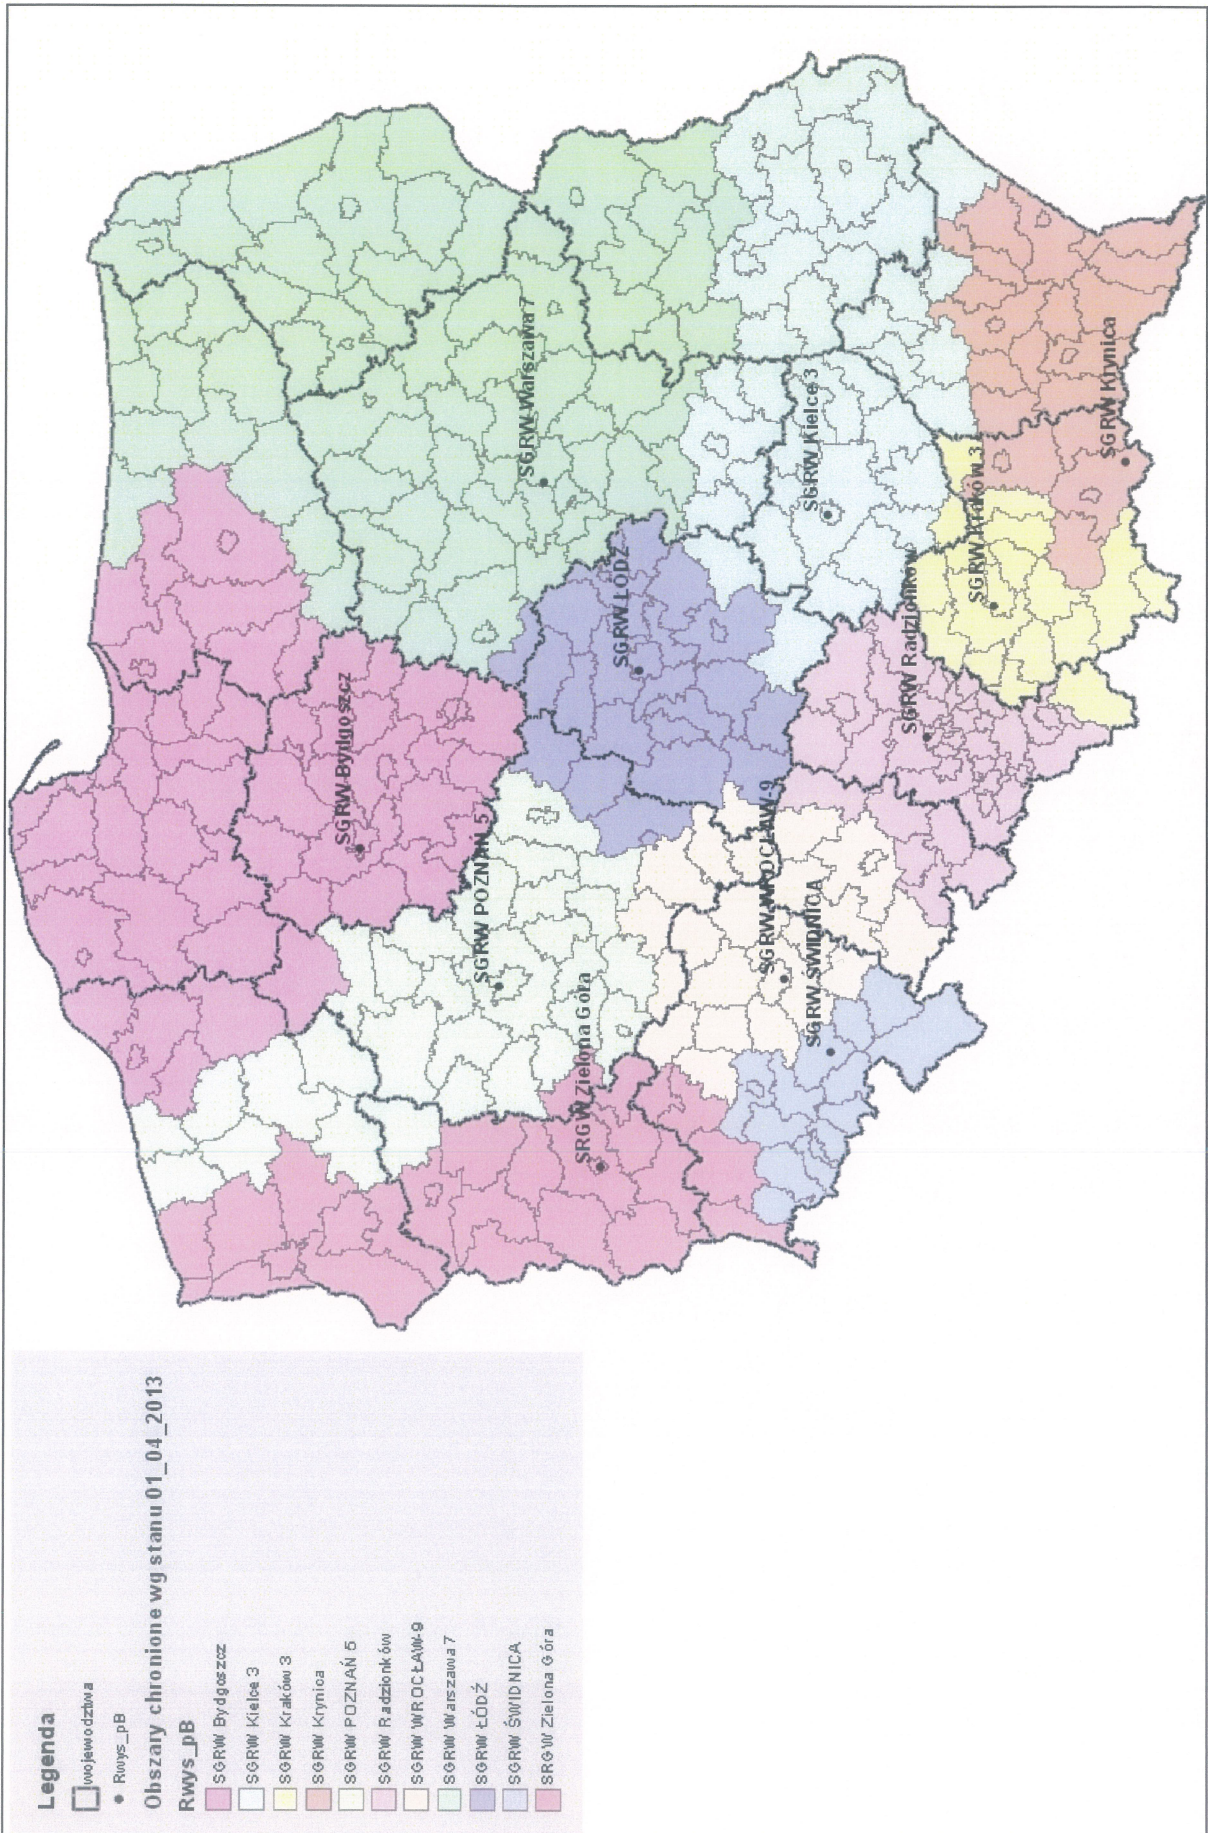 Legenda
województwa
Rwys_pB
Obszary chronione wg stanu 01_04_2013
Rwys_pB
SGRW Bydgoszcz
SGRW Kielce 3
SGRW Kraków 3
SGRW Krynica
SGRW POZNAŃ 5
SGRW Radzionków
SGRW WROCŁAW-9
SGRW Warszawa 7
SGRW ŁÓDŹ
SGRW ŚWIDNICA
SRGW Zielona Góra
SGRW Bydgoszcz
SGRW POZNAŃ 5
SGRW Warszawa 7
SRGW Zielona Góra
SGRW ŁÓDŹ
SGRW WROCŁAW-9
SGRW ŚWIDNICA
SGRW Kielce 3
SGRW Radzionków
SGRW Kraków 3
SGRW Krynica